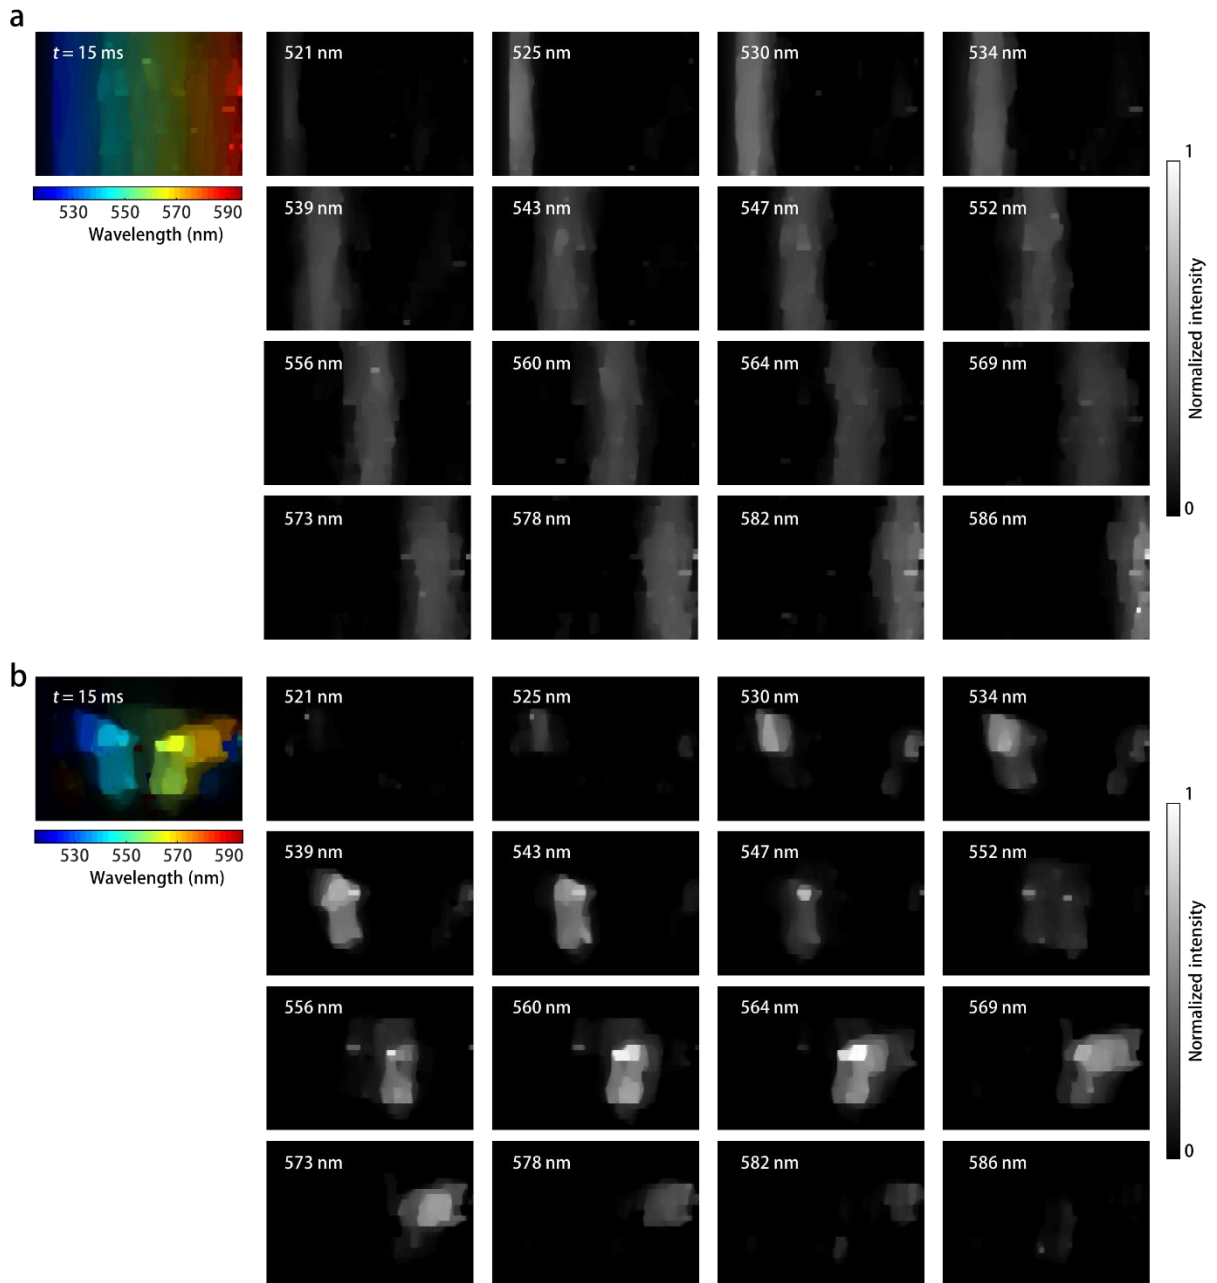 a
t = 15 ms
521 nm
525 nm
530 nm
534 nm
530 550 570 590
Wavelength (nm)
539 nm
543 nm
547 nm
552 nm
556 nm
560 nm
564 nm
569 nm
573 nm
578 nm
582 nm
586 nm
1
Normalized intensity
0
b
t = 15 ms
521 nm
525 nm
530 nm
534 nm
530 550 570 590
Wavelength (nm)
539 nm
543 nm
547 nm
552 nm
556 nm
560 nm
564 nm
569 nm
573 nm
578 nm
582 nm
586 nm
1
Normalized intensity
0